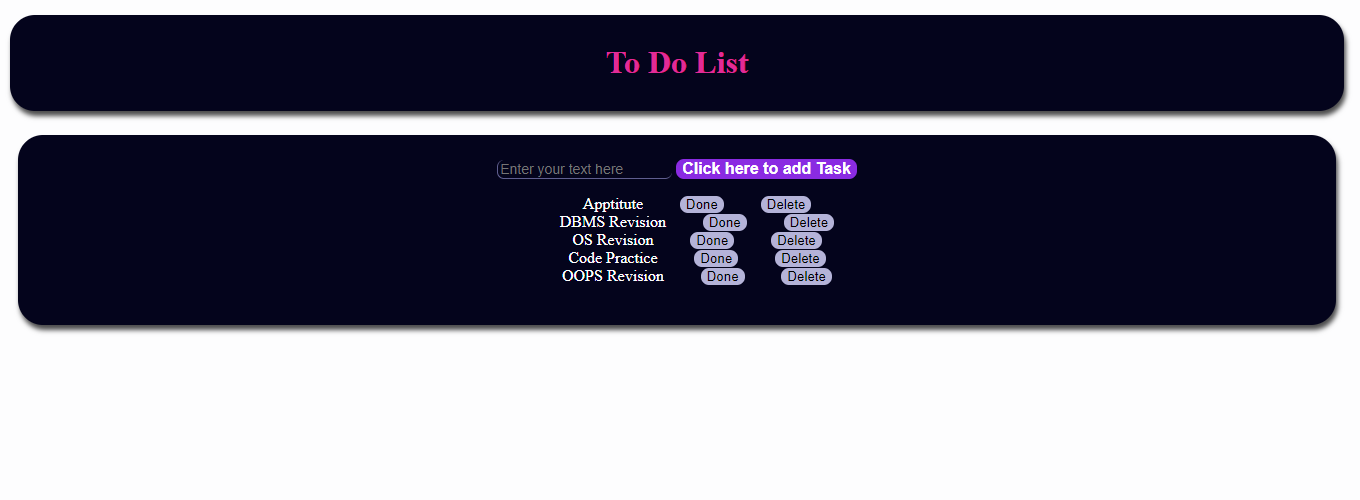 To Do List
Enter your text here Click here to add Task
Apptitute Done Delete
DBMS Revision Done Delete
OS Revision Done Delete
Code Practice Done Delete
OOPS Revision Done Delete